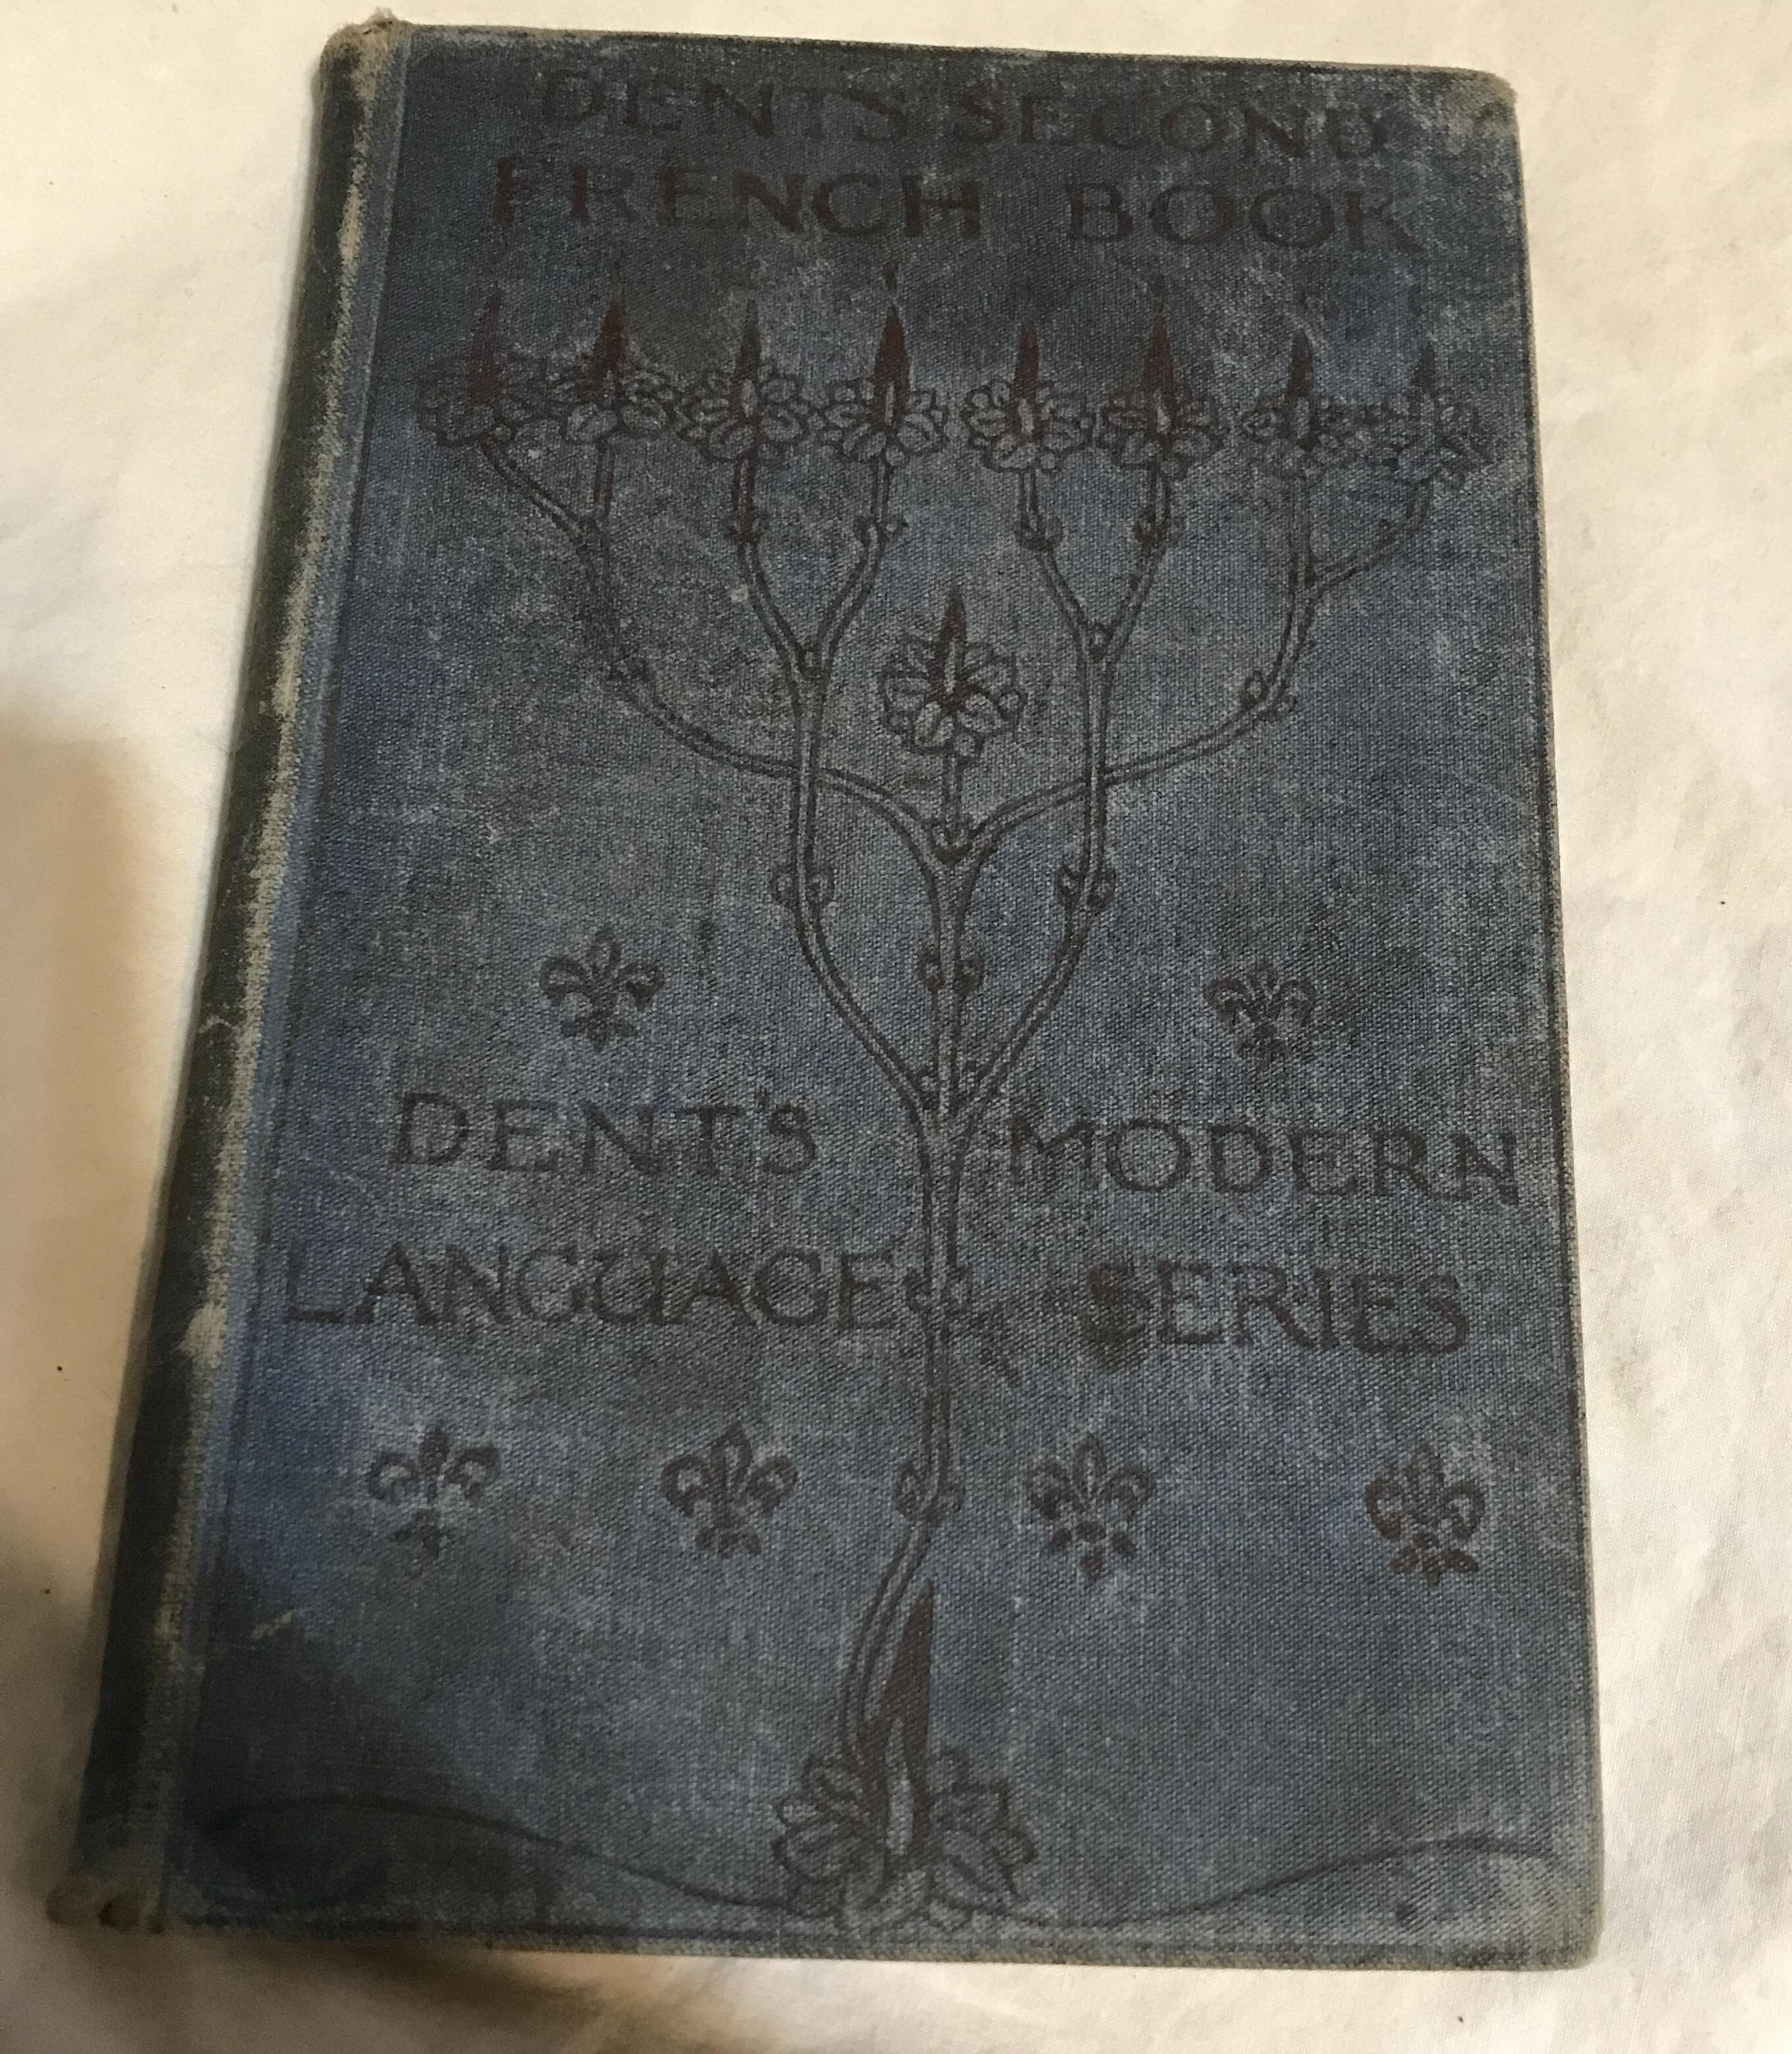 DENT'S SECOND
FRENCH BOOK
DENT'S MODERN
LANGUAGE SERIES